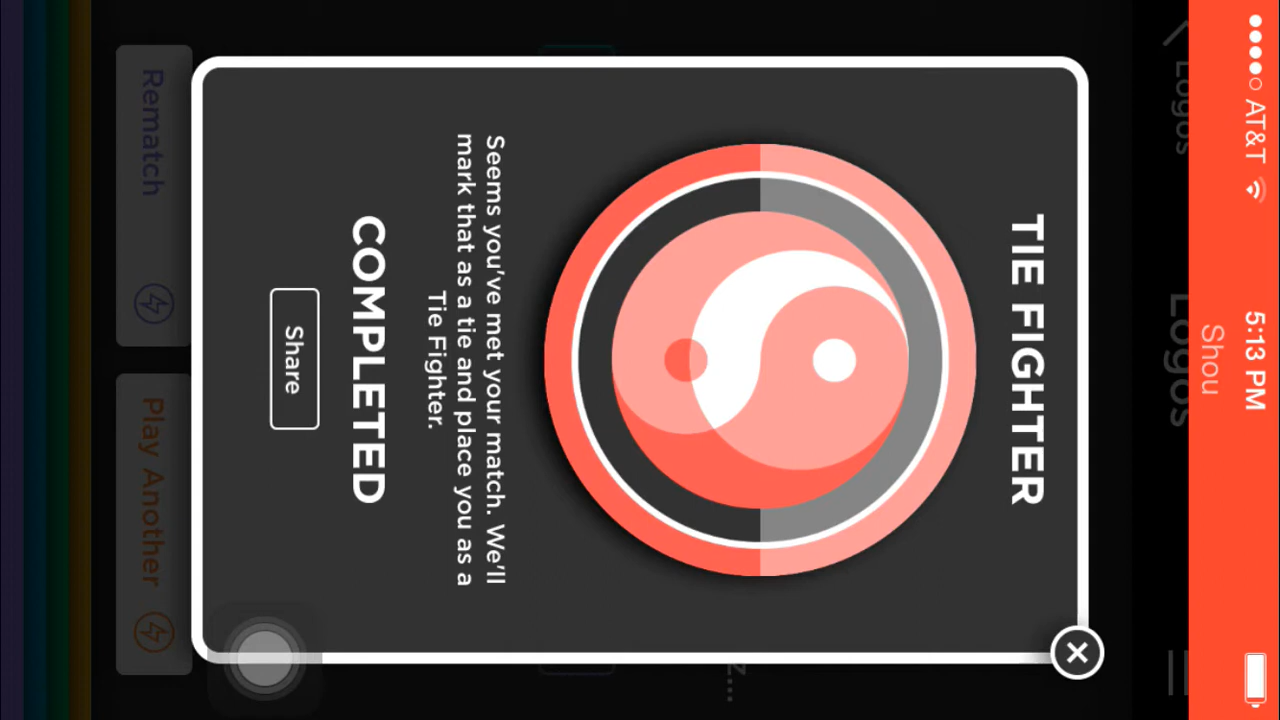 AT&T 5:13 PM
Shou
Logos Logos
TIE FIGHTER
Seems you've met your match. We'll
mark that as a tie and place you as a
Tie Fighter.
COMPLETED
Share
Rematch
Play Another
z...